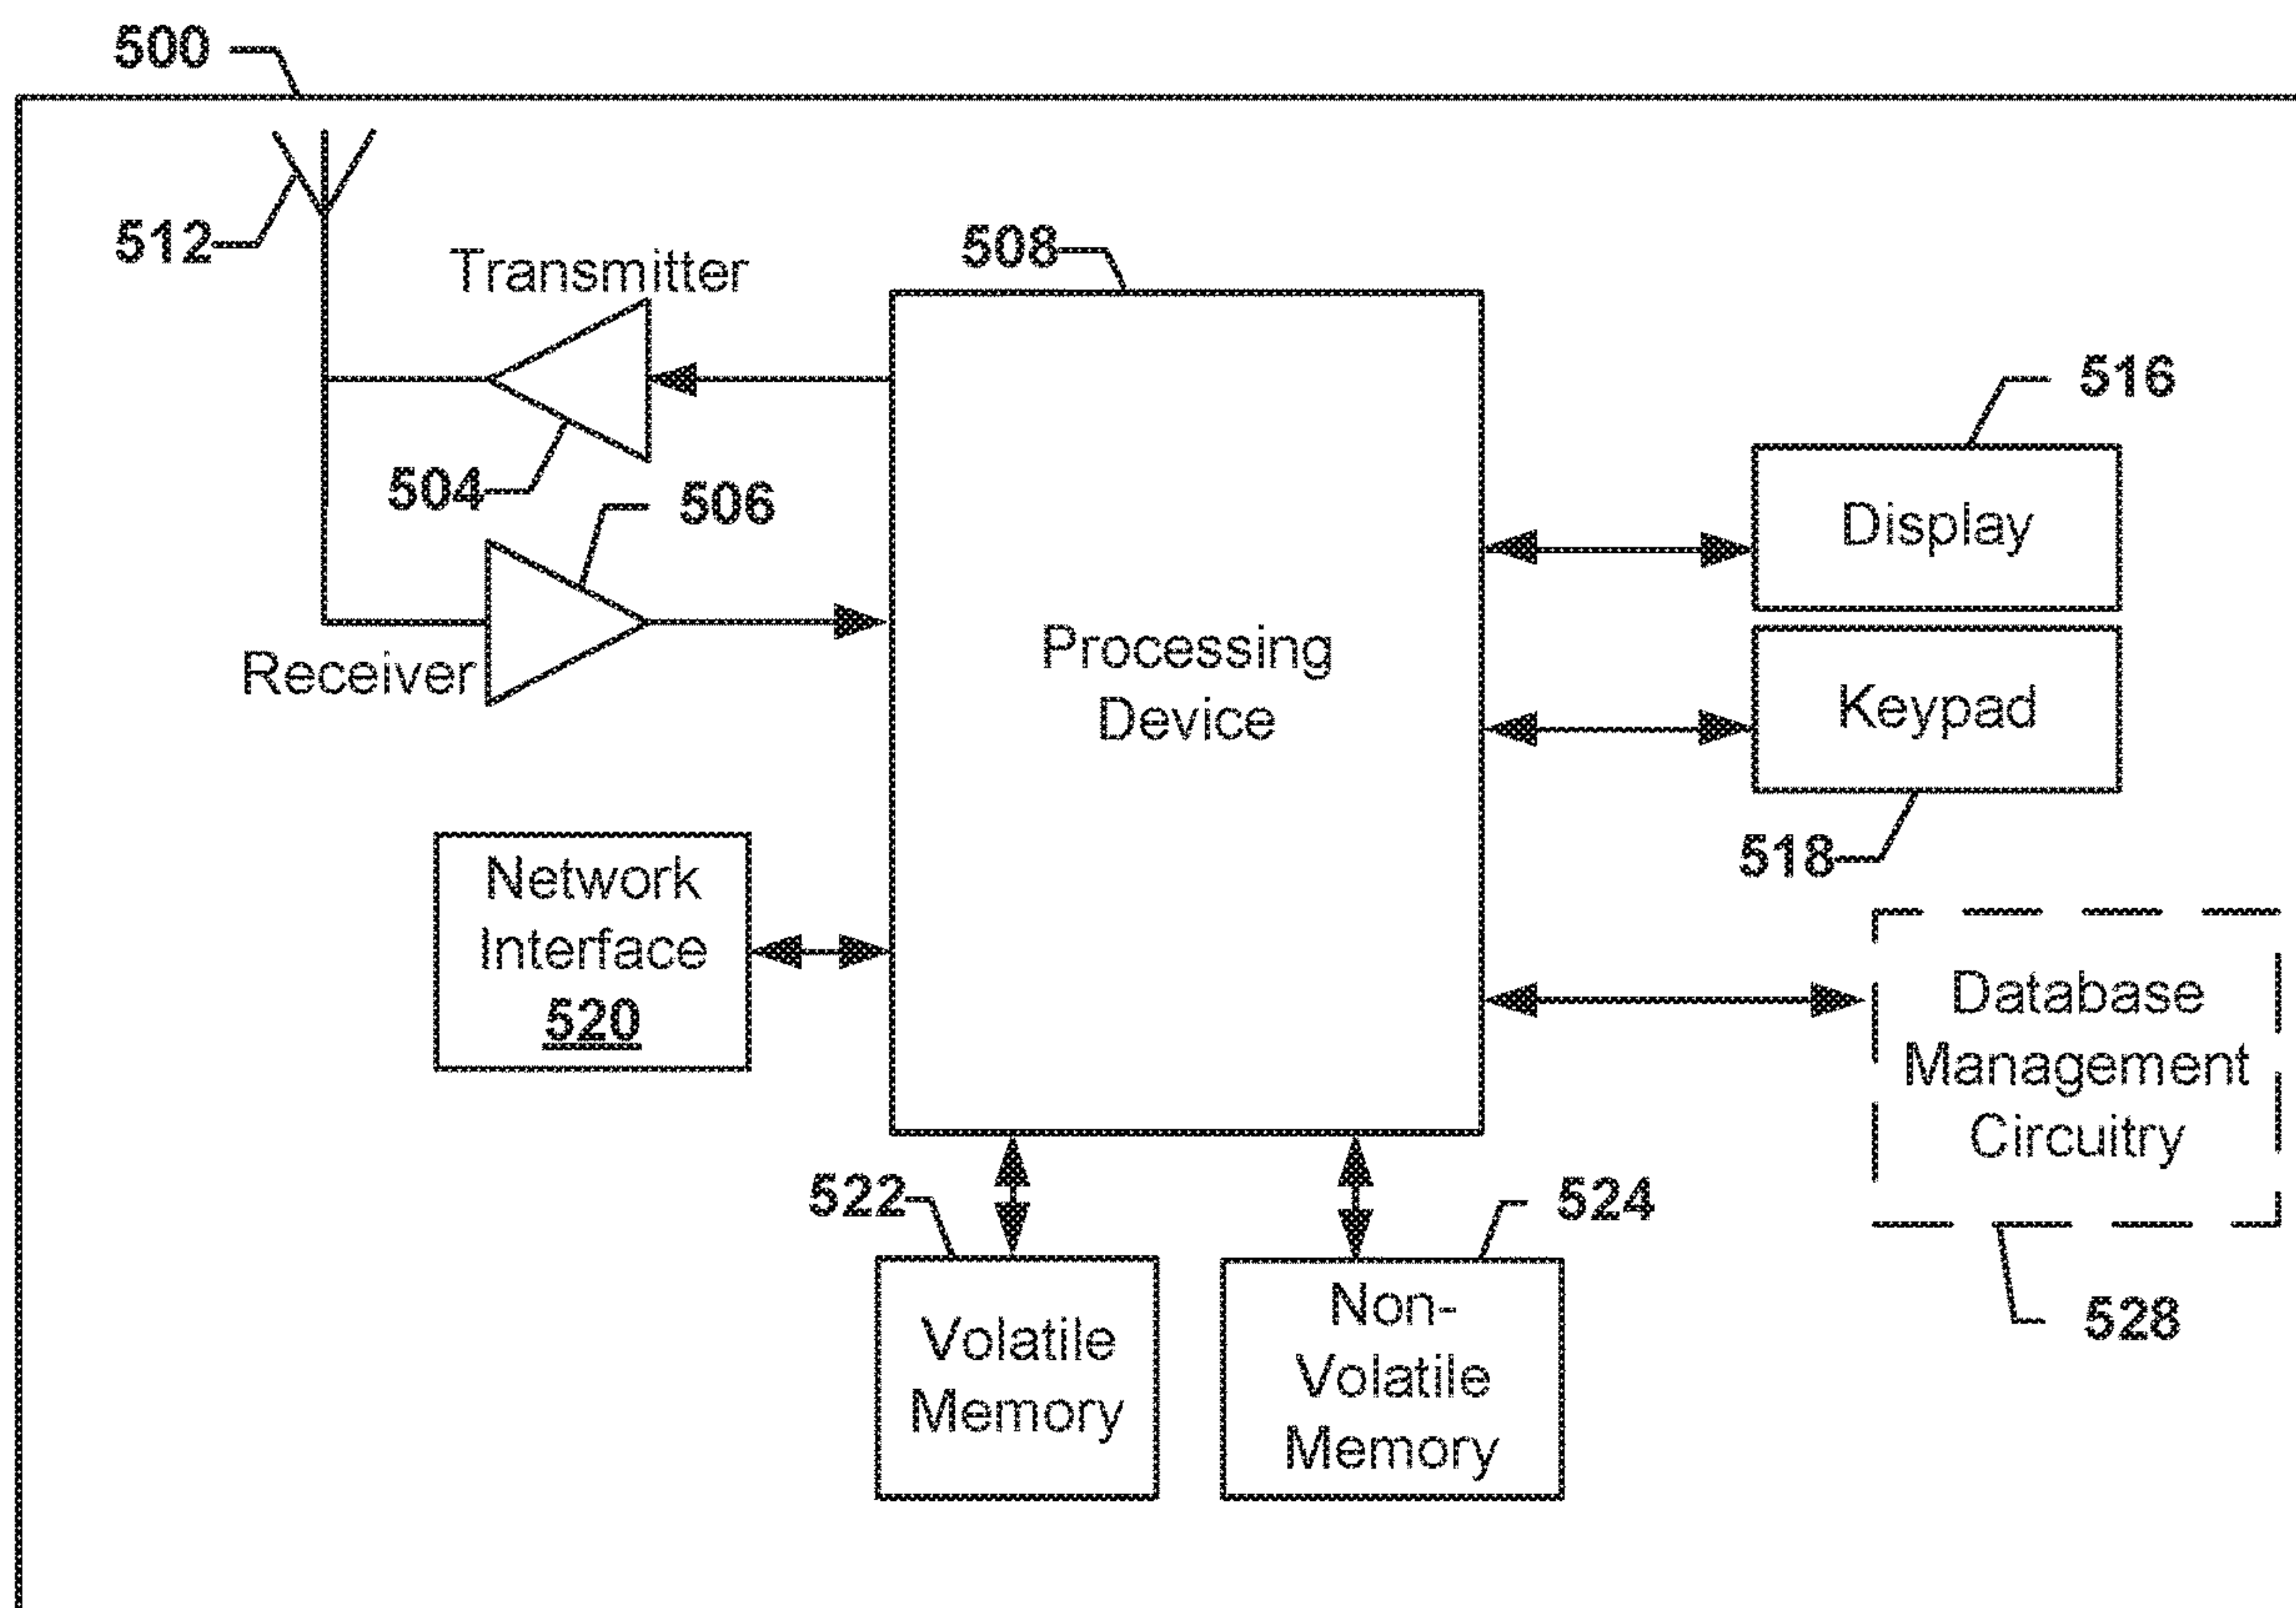 500
512
Transmitter
508
504
506
516
Display
Receiver
Processing
Device
Keypad
518
Network
Interface
520
Database
Management
Circuitry
522
524
528
Volatile
Memory
Non-
Volatile
Memory